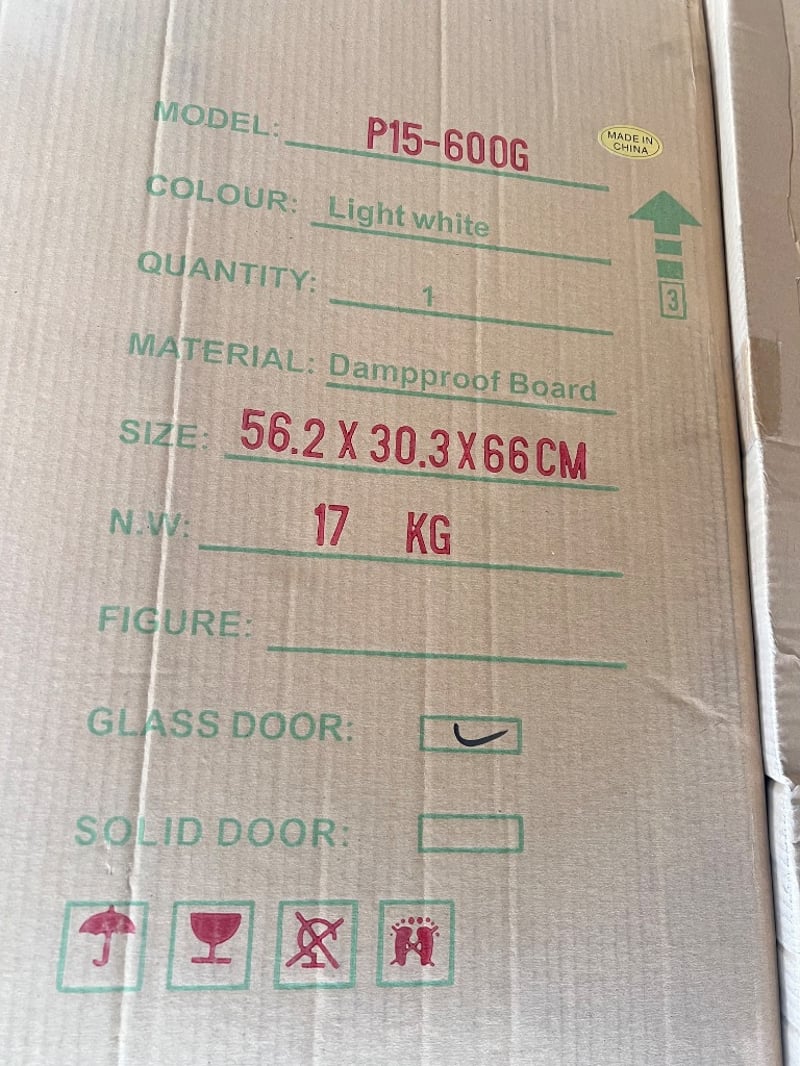 MODEL: P15-600G
MADE IN
CHINA
COLOUR: Light white
QUANTITY: 1
3
MATERIAL: Dampproof Board
SIZE: 56.2 X 30.3 X 66 CM
N.W: 17 KG
FIGURE:
GLASS DOOR:
SOLID DOOR: